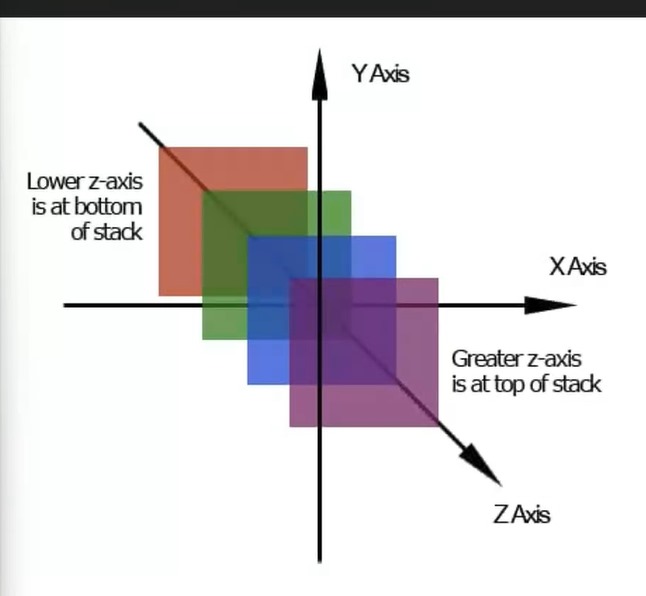 Y Axis
Lower z-axis
is at bottom
of stack
X Axis
Greater z-axis
is at top of stack
Z Axis